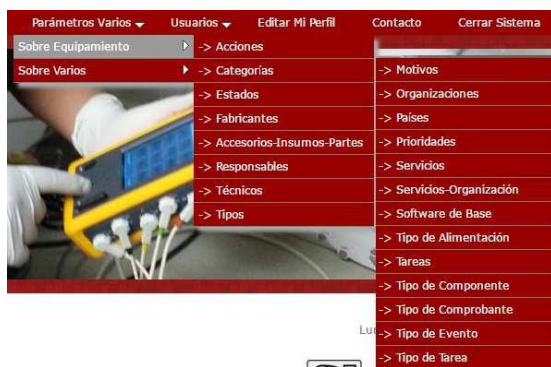 Parámetros Varios Usuarios Editar Mi Perfil Contacto Cerrar Sistema
Sobre Equipamiento
Sobre Varios
-> Acciones
-> Categorías
-> Estados
-> Fabricantes
-> Accesorios-Insumos-Partes
-> Responsables
-> Técnicos
-> Tipos
-> Motivos
-> Organizaciones
-> Países
-> Prioridades
-> Servicios
-> Servicios-Organización
-> Software de Base
-> Tipo de Alimentación
-> Tareas
-> Tipo de Componente
-> Tipo de Comprobante
-> Tipo de Evento
-> Tipo de Tarea